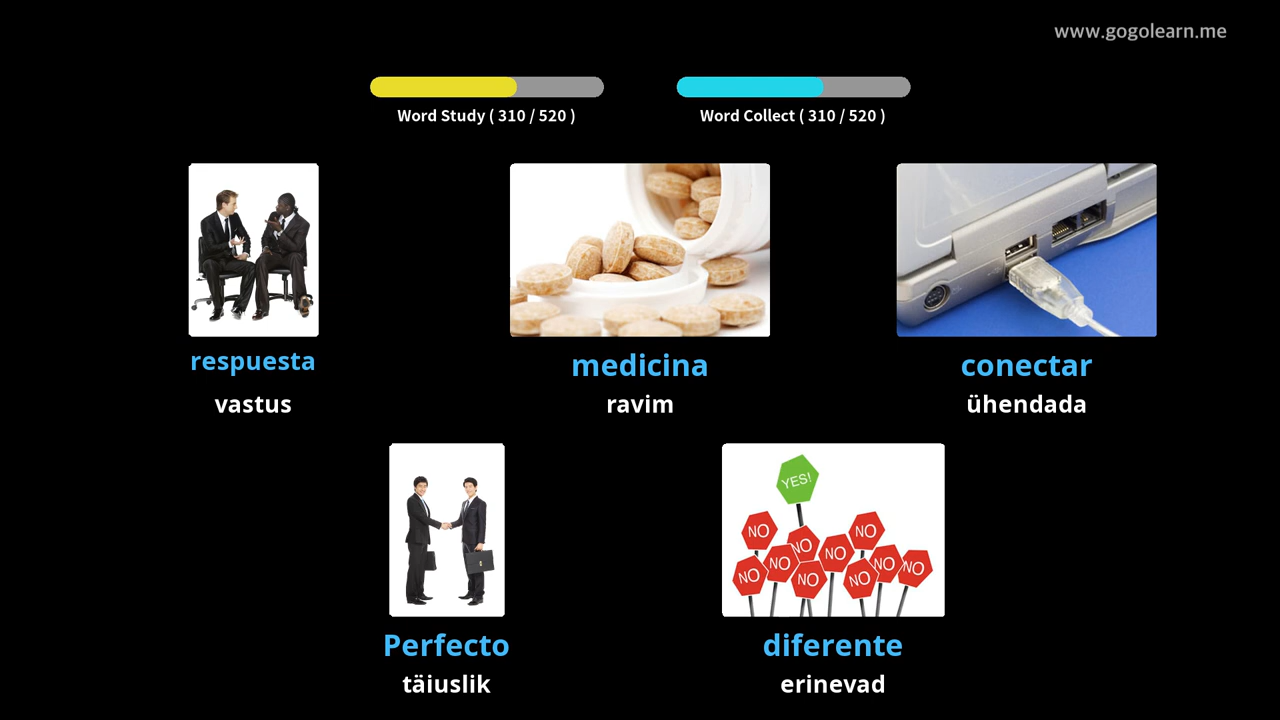 www.gogolearn.me
Word Study ( 310 / 520 )
Word Collect ( 310 / 520 )
respuesta
vastus
medicina
ravim
conectar
ühendada
YES!
NO
NO
NO
NO
NO
NO
NO
NO
NO
NO
Perfecto
täiuslik
diferente
erinevad